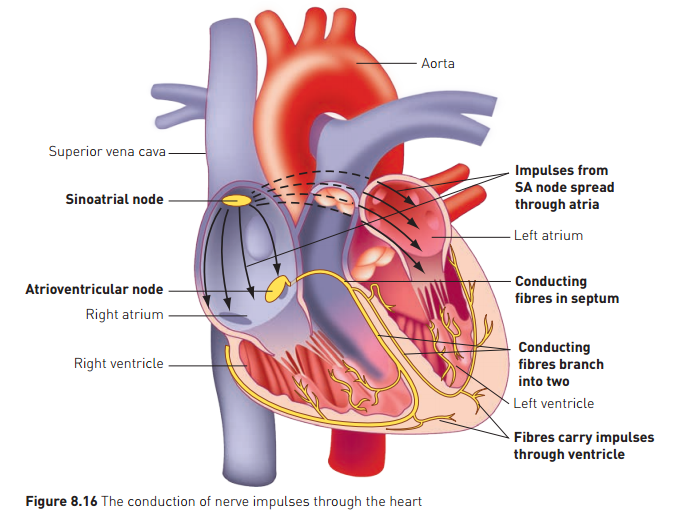 Aorta
Superior vena cava
Impulses from
SA node spread
through atria
Sinoatrial node
Left atrium
Conducting
fibres in septum
Atrioventricular node
Right atrium
Conducting
fibres branch
into two
Right ventricle
Left ventricle
Fibres carry impulses
through ventricle
Figure 8.16 The conduction of nerve impulses through the heart